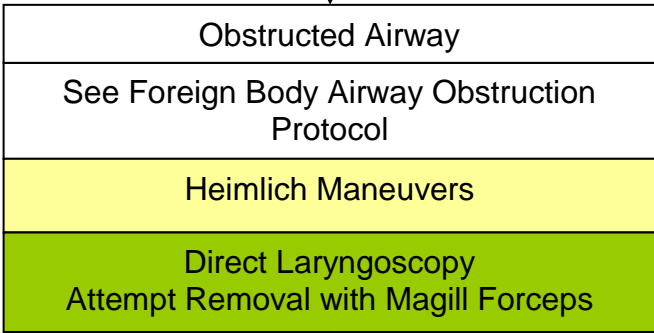 Obstructed Airway
See Foreign Body Airway Obstruction
Protocol
Heimlich Maneuvers
Direct Laryngoscopy
Attempt Removal with Magill Forceps